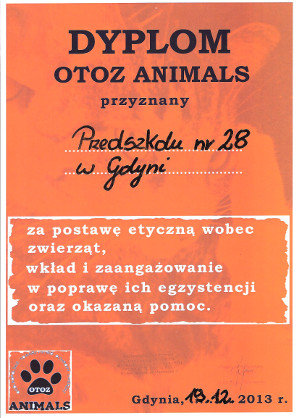 DYPLOM
OTOZ ANIMALS
przyznany
Przedszkolu nr 28
w Gdyni
za postawę etyczną wobec
zwierząt,
wkład i zaangażowanie
w poprawę ich egzystencji
oraz okazaną pomoc.
OTOZ
ANIMALS
Gdynia, 19.12. 2013 r.